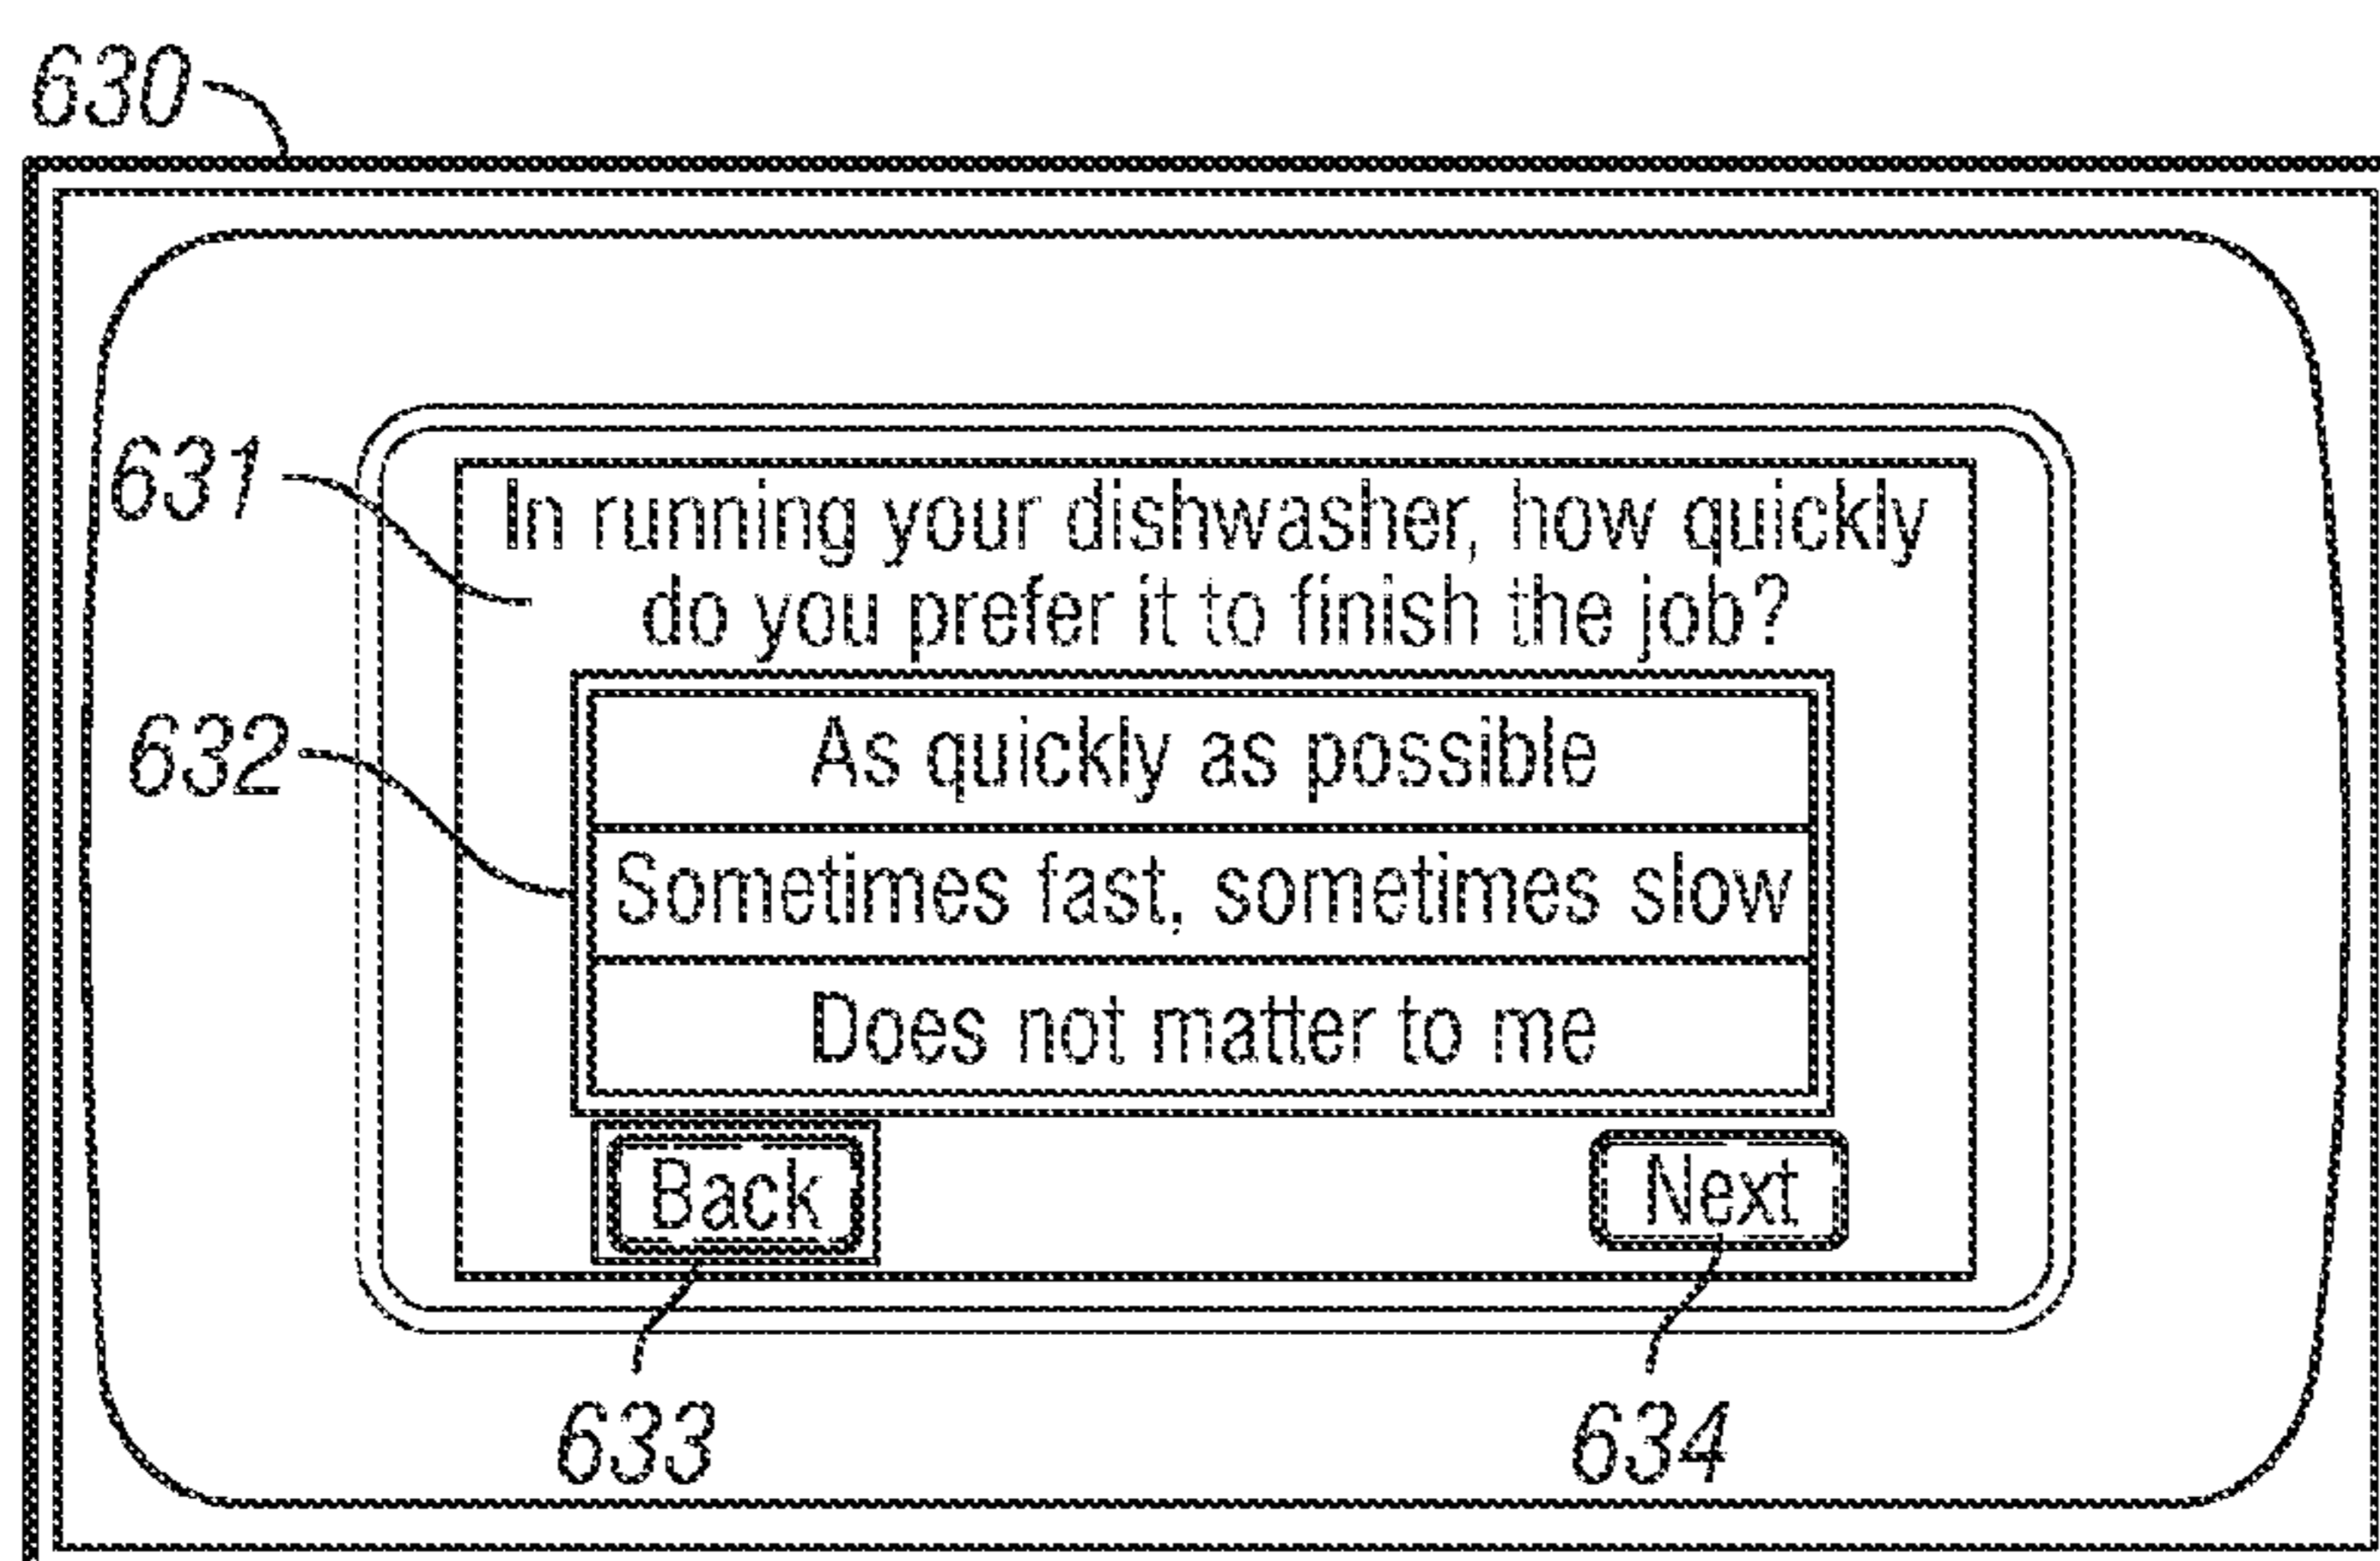 630
631
In running your dishwasher, how quickly
do you prefer it to finish the job?
632
As quickly as possible
Sometimes fast, sometimes slow
Does not matter to me
Back
Next
633
634